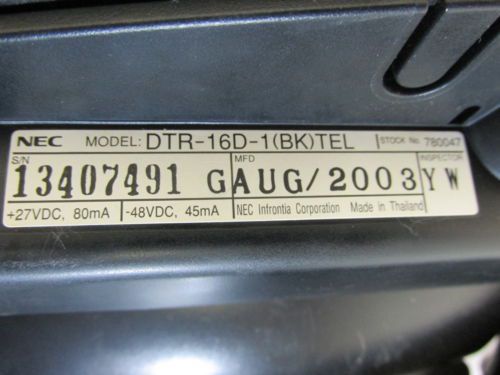 NEC MODEL: DTR-16D-1(BK)TEL STOCK No. 780047
S/N MFD INSPECTOR
13407491 G AUG/2003 YW
+27VDC, 80mA -48VDC, 45mA NEC Infrontia Corporation Made in Thailand